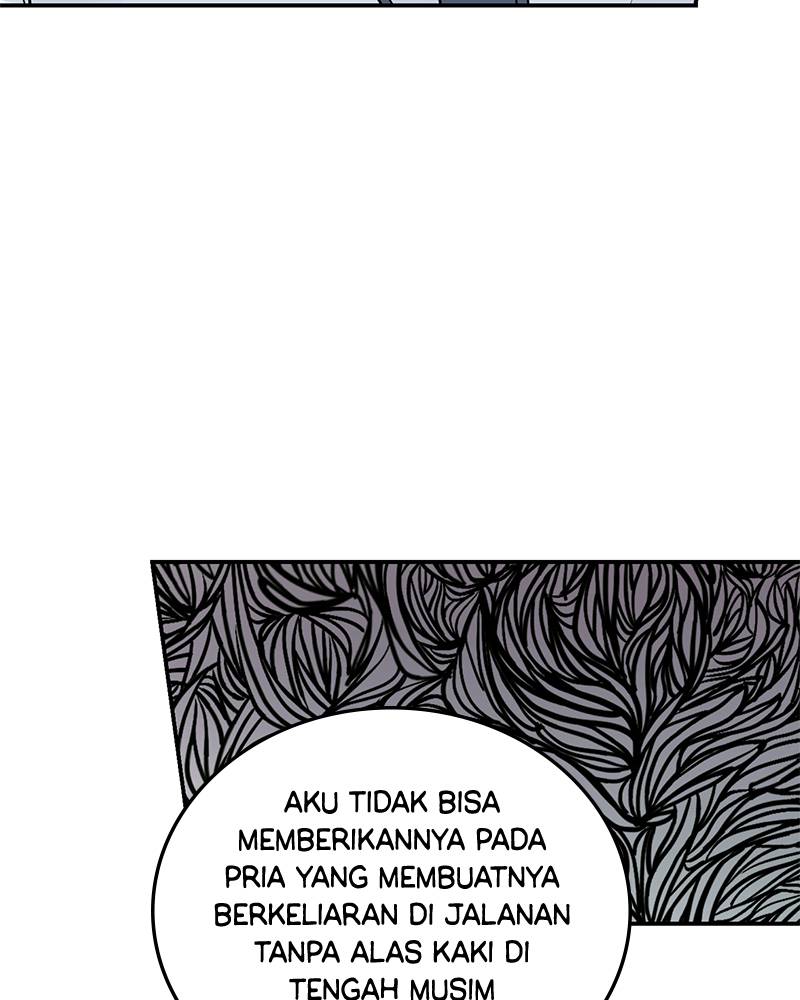 AKU TIDAK BISA
MEMBERIKANNYA PADA
PRIA YANG MEMBUATNYA
BERKELIARAN DI JALANAN
TANPA ALAS KAKI DI
TENGAH MUSIM